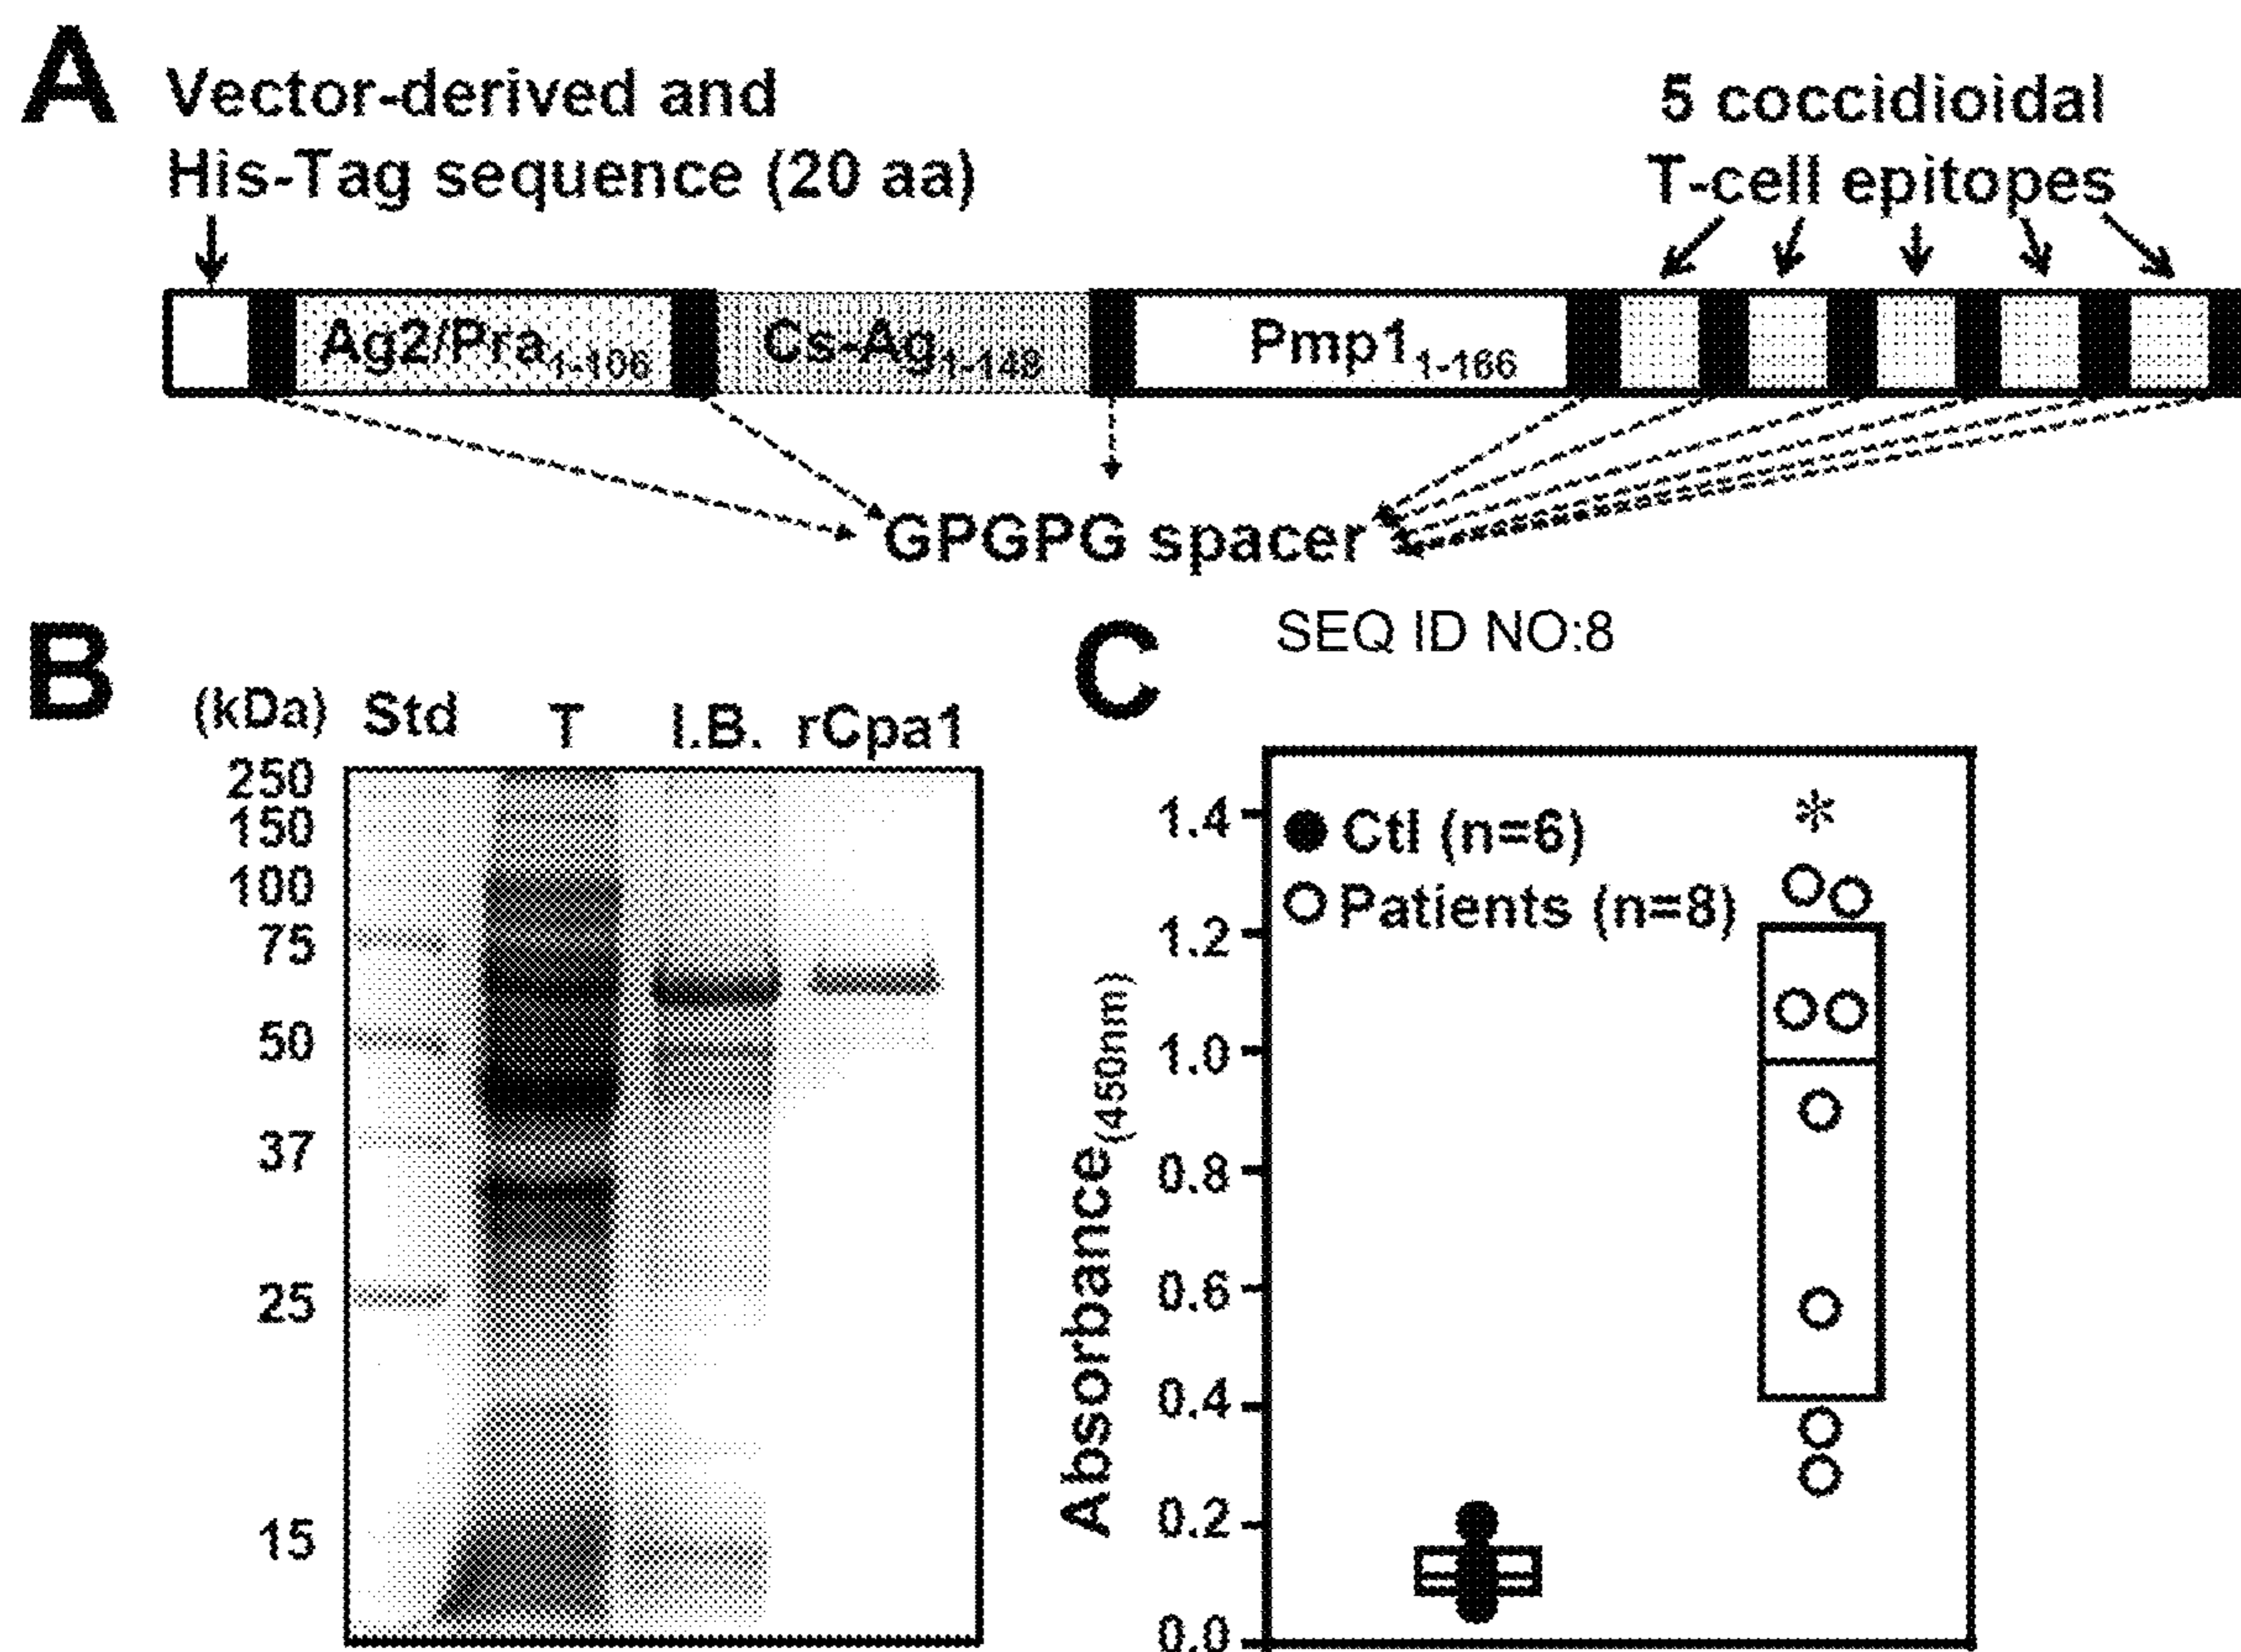 A
Vector-derived and
His-Tag sequence (20 aa)
5 coccidioidal
T-cell epitopes
Ag2/Pra1-106
Cs-Ag1-149
Pmp11-166
GPGPG spacer
SEQ ID NO:8
B
(kDa) Std T I.B. rCpa1
250
150
100
75
50
37
25
15
C
*
Ctl (n=6)
Patients (n=8)
Absorbance(450nm)
1.4
1.2
1.0
0.8
0.6
0.4
0.2
0.0